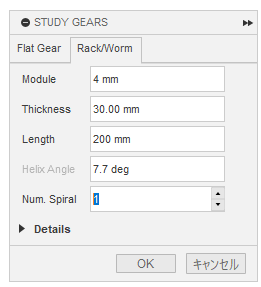 STUDY GEARS
Flat Gear Rack/Worm
Module 4 mm
Thickness 30.00 mm
Length 200 mm
Helix Angle 7.7 deg
Num. Spiral 1
Details
OK キャンセル